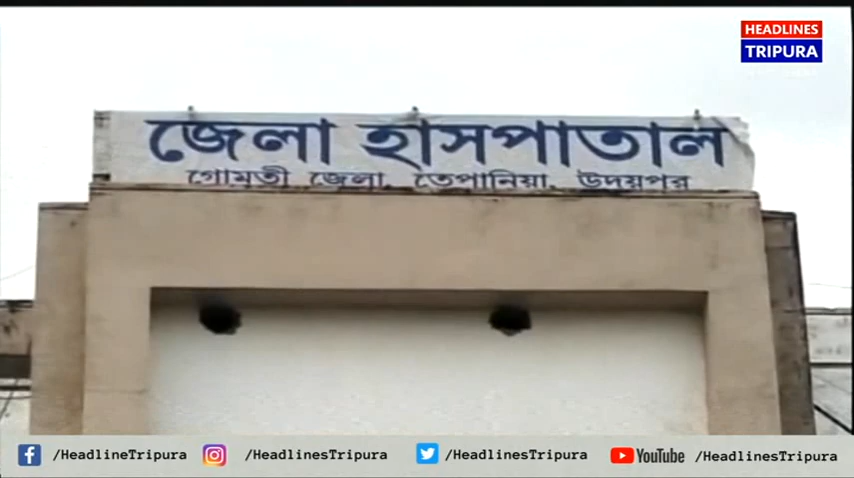 HEADLINES
TRIPURA
জেলা হাসপাতাল
গোমতী জেলা, তেপানিয়া, উদয়পুর
/HeadlineTripura /HeadlinesTripura /HeadlinesTripura YouTube /HeadlinesTripura